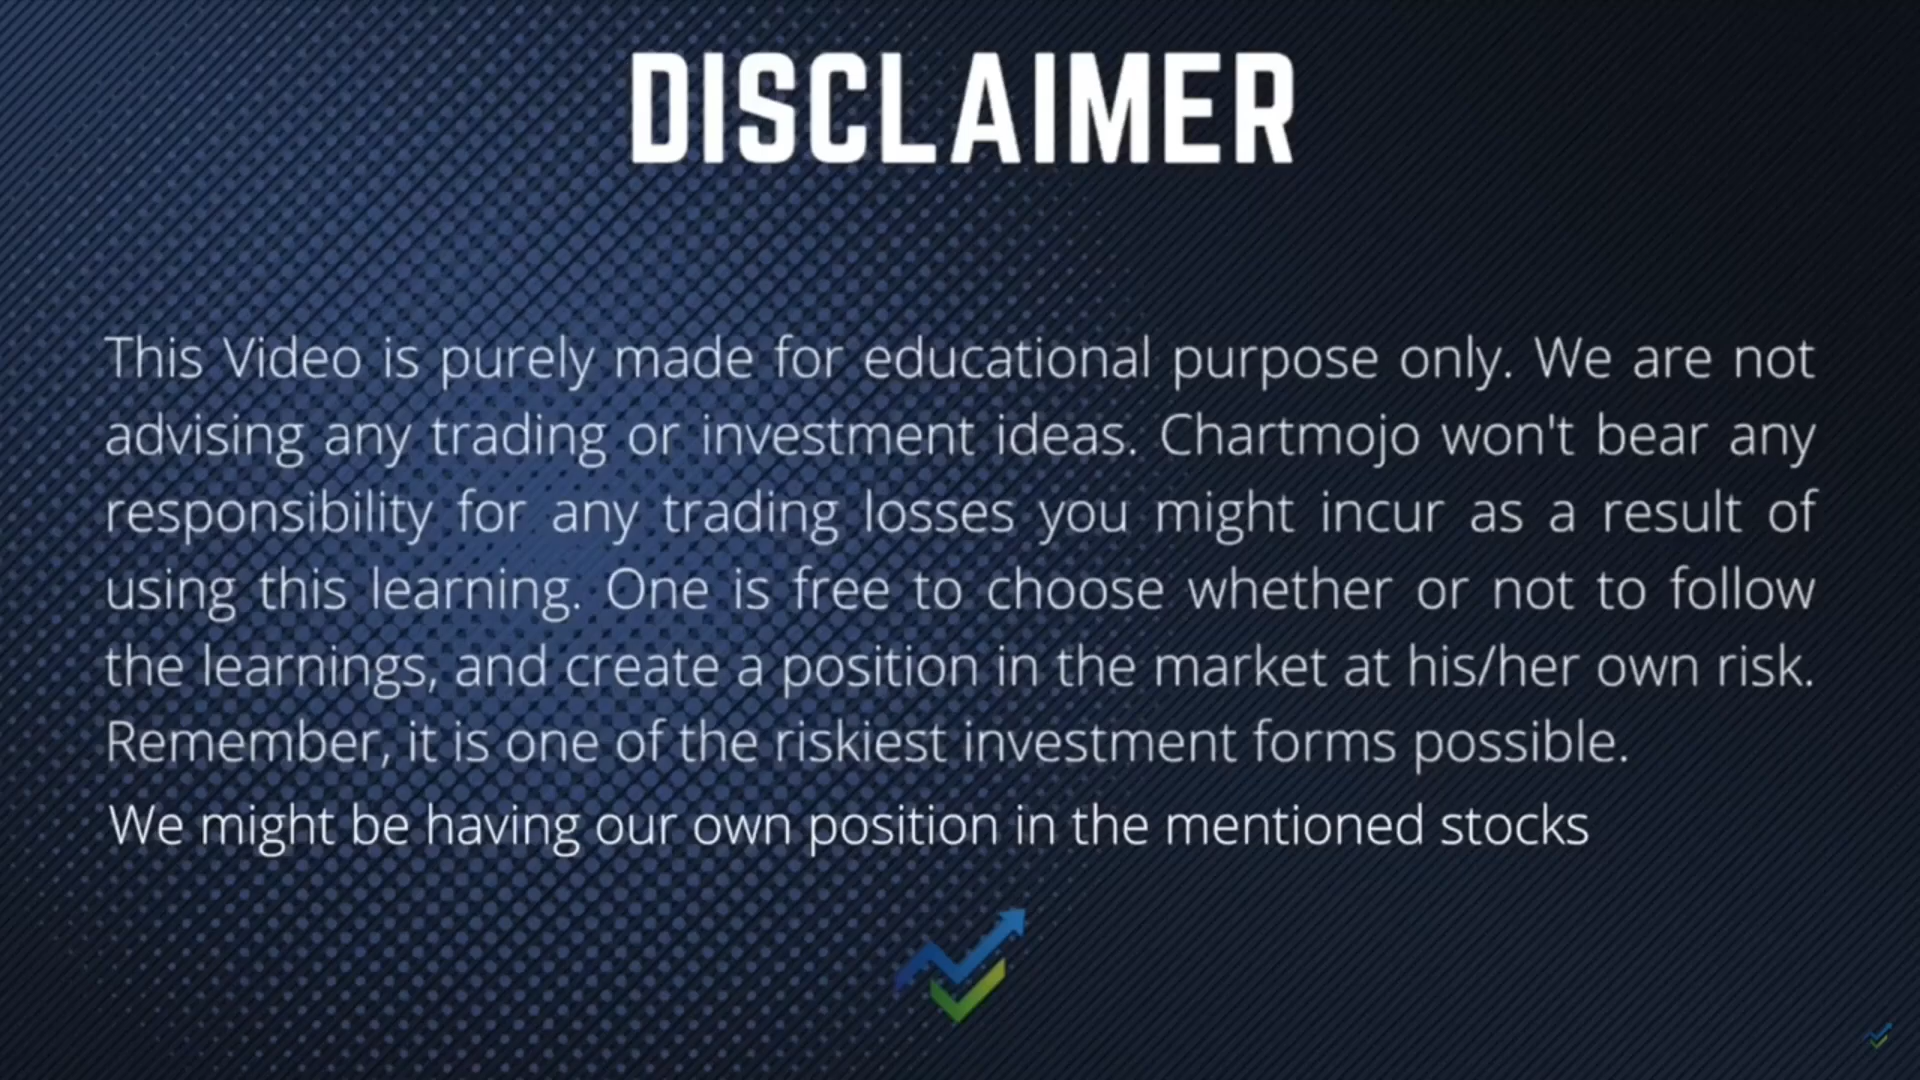 DISCLAIMER
This Video is purely made for educational purpose only. We are not
advising any trading or investment ideas. Chartmojo won't bear any
responsibility for any trading losses you might incur as a result of
using this learning. One is free to choose whether or not to follow
the learnings, and create a position in the market at his/her own risk.
Remember, it is one of the riskiest investment forms possible.
We might be having our own position in the mentioned stocks